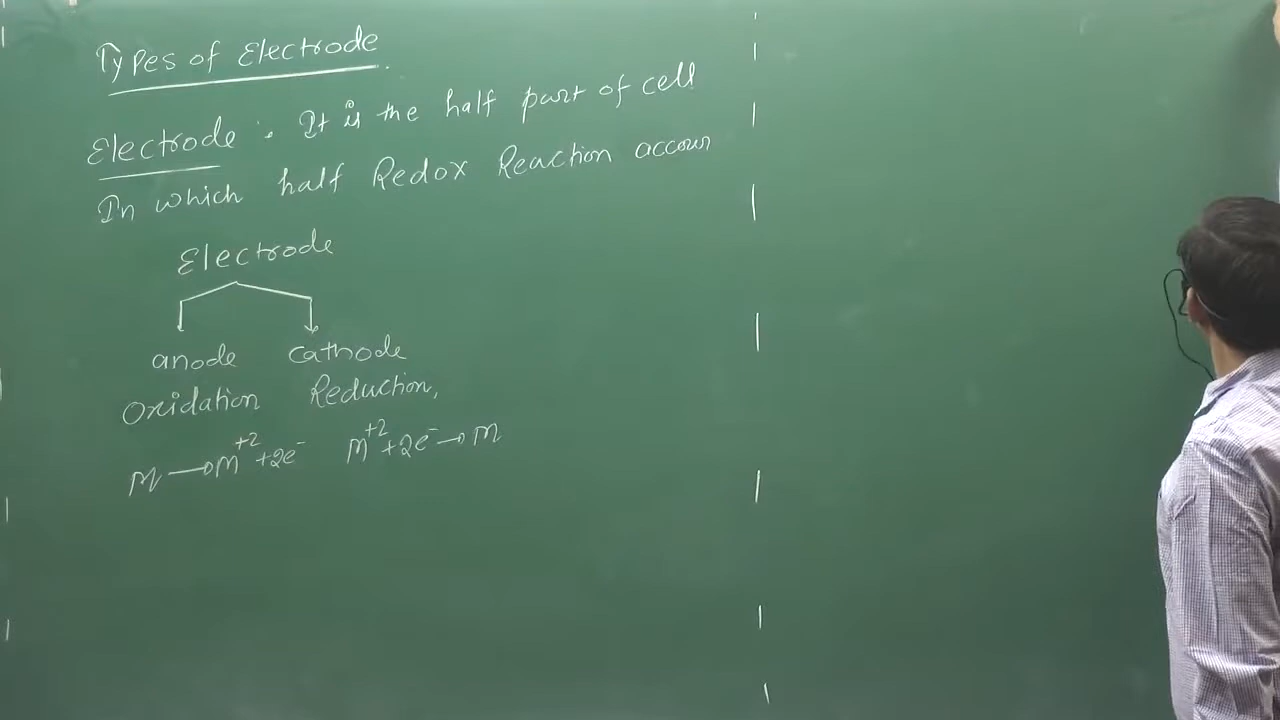 Types of Electrode
Electrode : It is the half part of cell
In which half Redox Reaction accour
Electrode
anode cathode
Oxidation Reduction,
M → M+2 + 2e- M+2 + 2e- → M